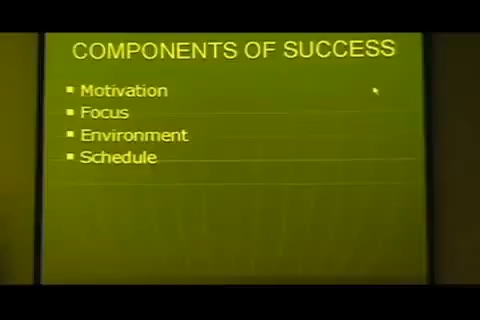 COMPONENTS OF SUCCESS
Motivation
Focus
Environment
Schedule